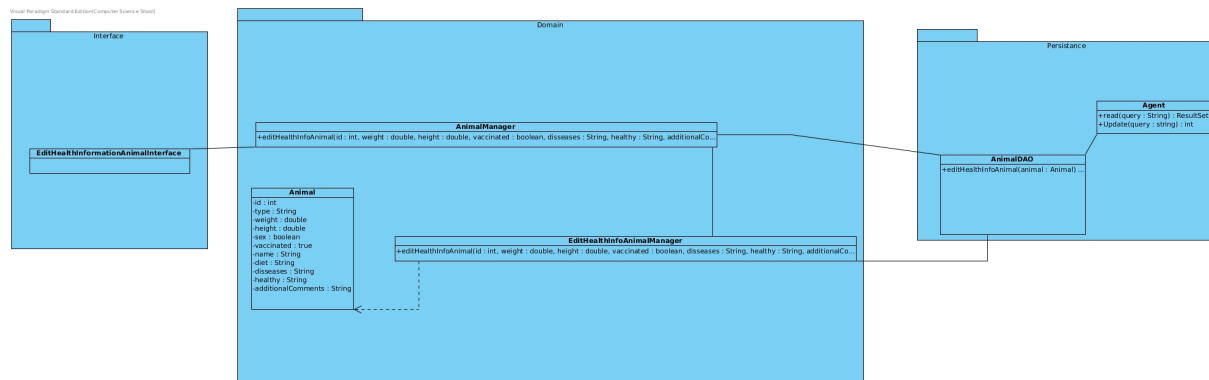 Visual Paradigm Standard Edition(Computer Science Shool)
Interface
EditHealthInformationAnimalInterface
Domain
AnimalManager
+editHealthInfoAnimal(id : int, weight : double, height : double, vaccinated : boolean, disseases : String, healthy : String, additionalCo...
Animal
-id : int
-type : String
-weight : double
-height : double
-sex : boolean
-vaccinated : true
-name : String
-diet : String
-disseases : String
-healthy : String
-additionalComments : String
EditHealthInfoAnimalManager
+editHealthInfoAnimal(id : int, weight : double, height : double, vaccinated : boolean, disseases : String, healthy : String, additionalCo...
Persistance
Agent
+read(query : String) : ResultSet
+Update(query : string) : int
AnimalDAO
+editHealthInfoAnimal(animal : Animal) ...